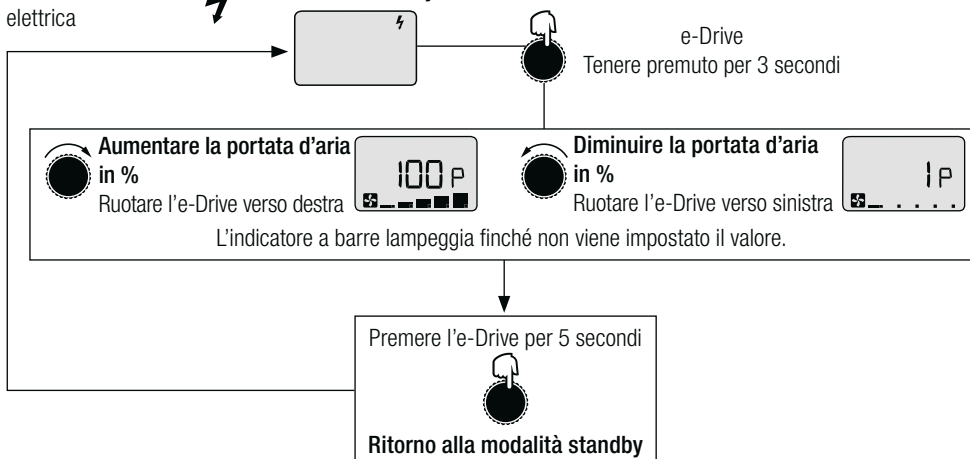 elettrica
e-Drive
Tenere premuto per 3 secondi
Aumentare la portata d'aria
in %
Ruotare l'e-Drive verso destra
100 P
Diminuire la portata d'aria
in %
Ruotare l'e-Drive verso sinistra
1 P
L'indicatore a barre lampeggia finché non viene impostato il valore.
Premere l'e-Drive per 5 secondi
Ritorno alla modalità standby